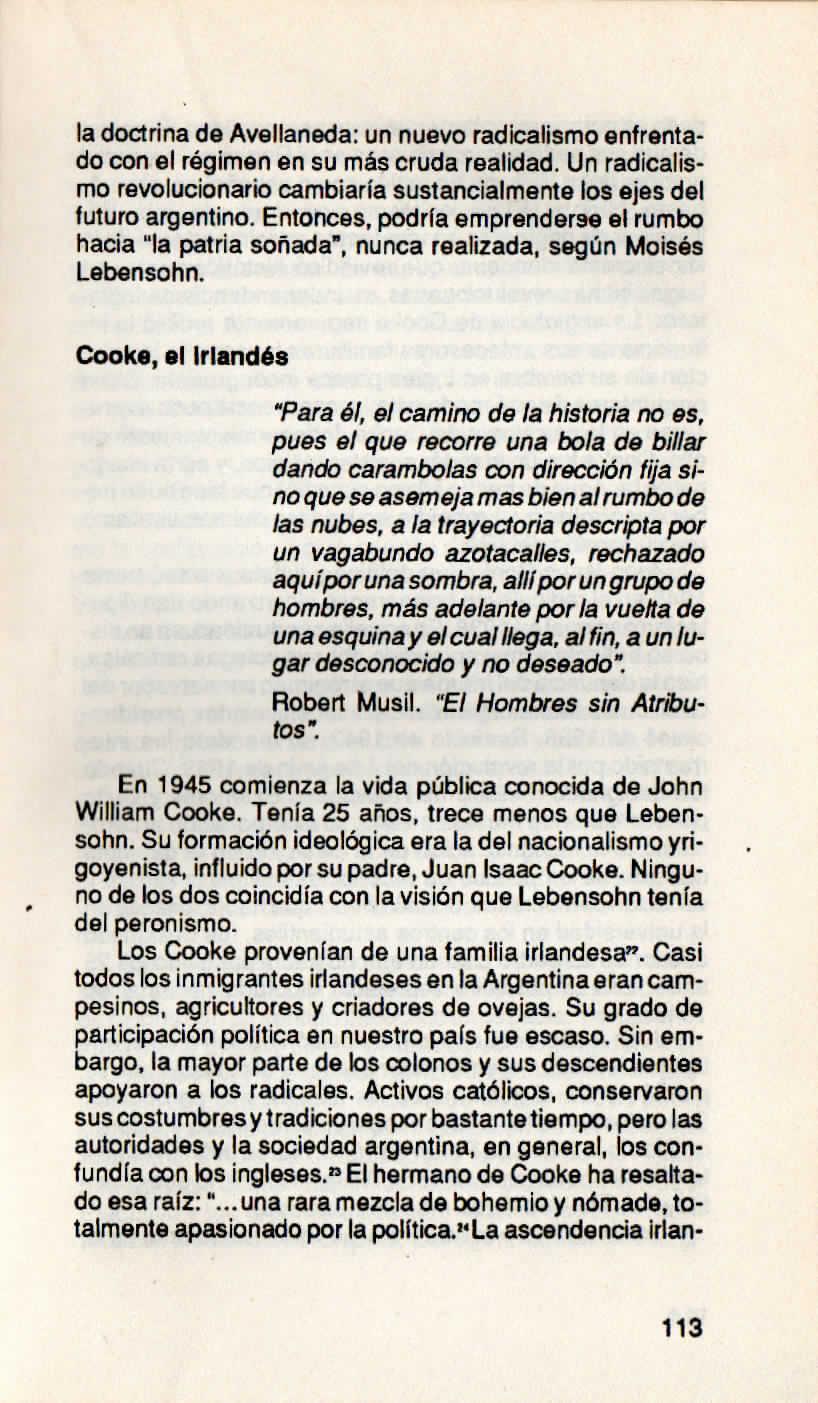 la doctrina de Avellaneda: un nuevo radicalismo enfrenta-
do con el régimen en su más cruda realidad. Un radicalis-
mo revolucionario cambiaría sustancialmente los ejes del
futuro argentino. Entonces, podría emprenderse el rumbo
hacia "la patria soñada", nunca realizada, según Moisés
Lebensohn.
Cooke, el Irlandés
"Para él, el camino de la historia no es,
pues el que recorre una bola de billar
dando carambolas con dirección fija si-
no que se asemeja mas bien al rumbo de
las nubes, a la trayectoria descripta por
un vagabundo azotacalles, rechazado
aquí por una sombra, allí por un grupo de
hombres, más adelante por la vuelta de
una esquina y el cual llega, al fin, a un lu-
gar desconocido y no deseado".
Robert Musil. "El Hombres sin Atribu-
tos".
En 1945 comienza la vida pública conocida de John
William Cooke. Tenía 25 años, trece menos que Leben-
sohn. Su formación ideológica era la del nacionalismo yri-
goyenista, influido por su padre, Juan Isaac Cooke. Ningu-
no de los dos coincidía con la visión que Lebensohn tenía
del peronismo.
Los Cooke provenían de una familia irlandesa. Casi
todos los inmigrantes irlandeses en la Argentina eran cam-
pesinos, agricultores y criadores de ovejas. Su grado de
participación política en nuestro país fue escaso. Sin em-
bargo, la mayor parte de los colonos y sus descendientes
apoyaron a los radicales. Activos católicos, conservaron
sus costumbres y tradiciones por bastante tiempo, pero las
autoridades y la sociedad argentina, en general, los con-
fundía con los ingleses.²³ El hermano de Cooke ha resalta-
do esa raíz: "...una rara mezcla de bohemio y nómade, to-
talmente apasionado por la política.²⁴ La ascendencia irlan-
113